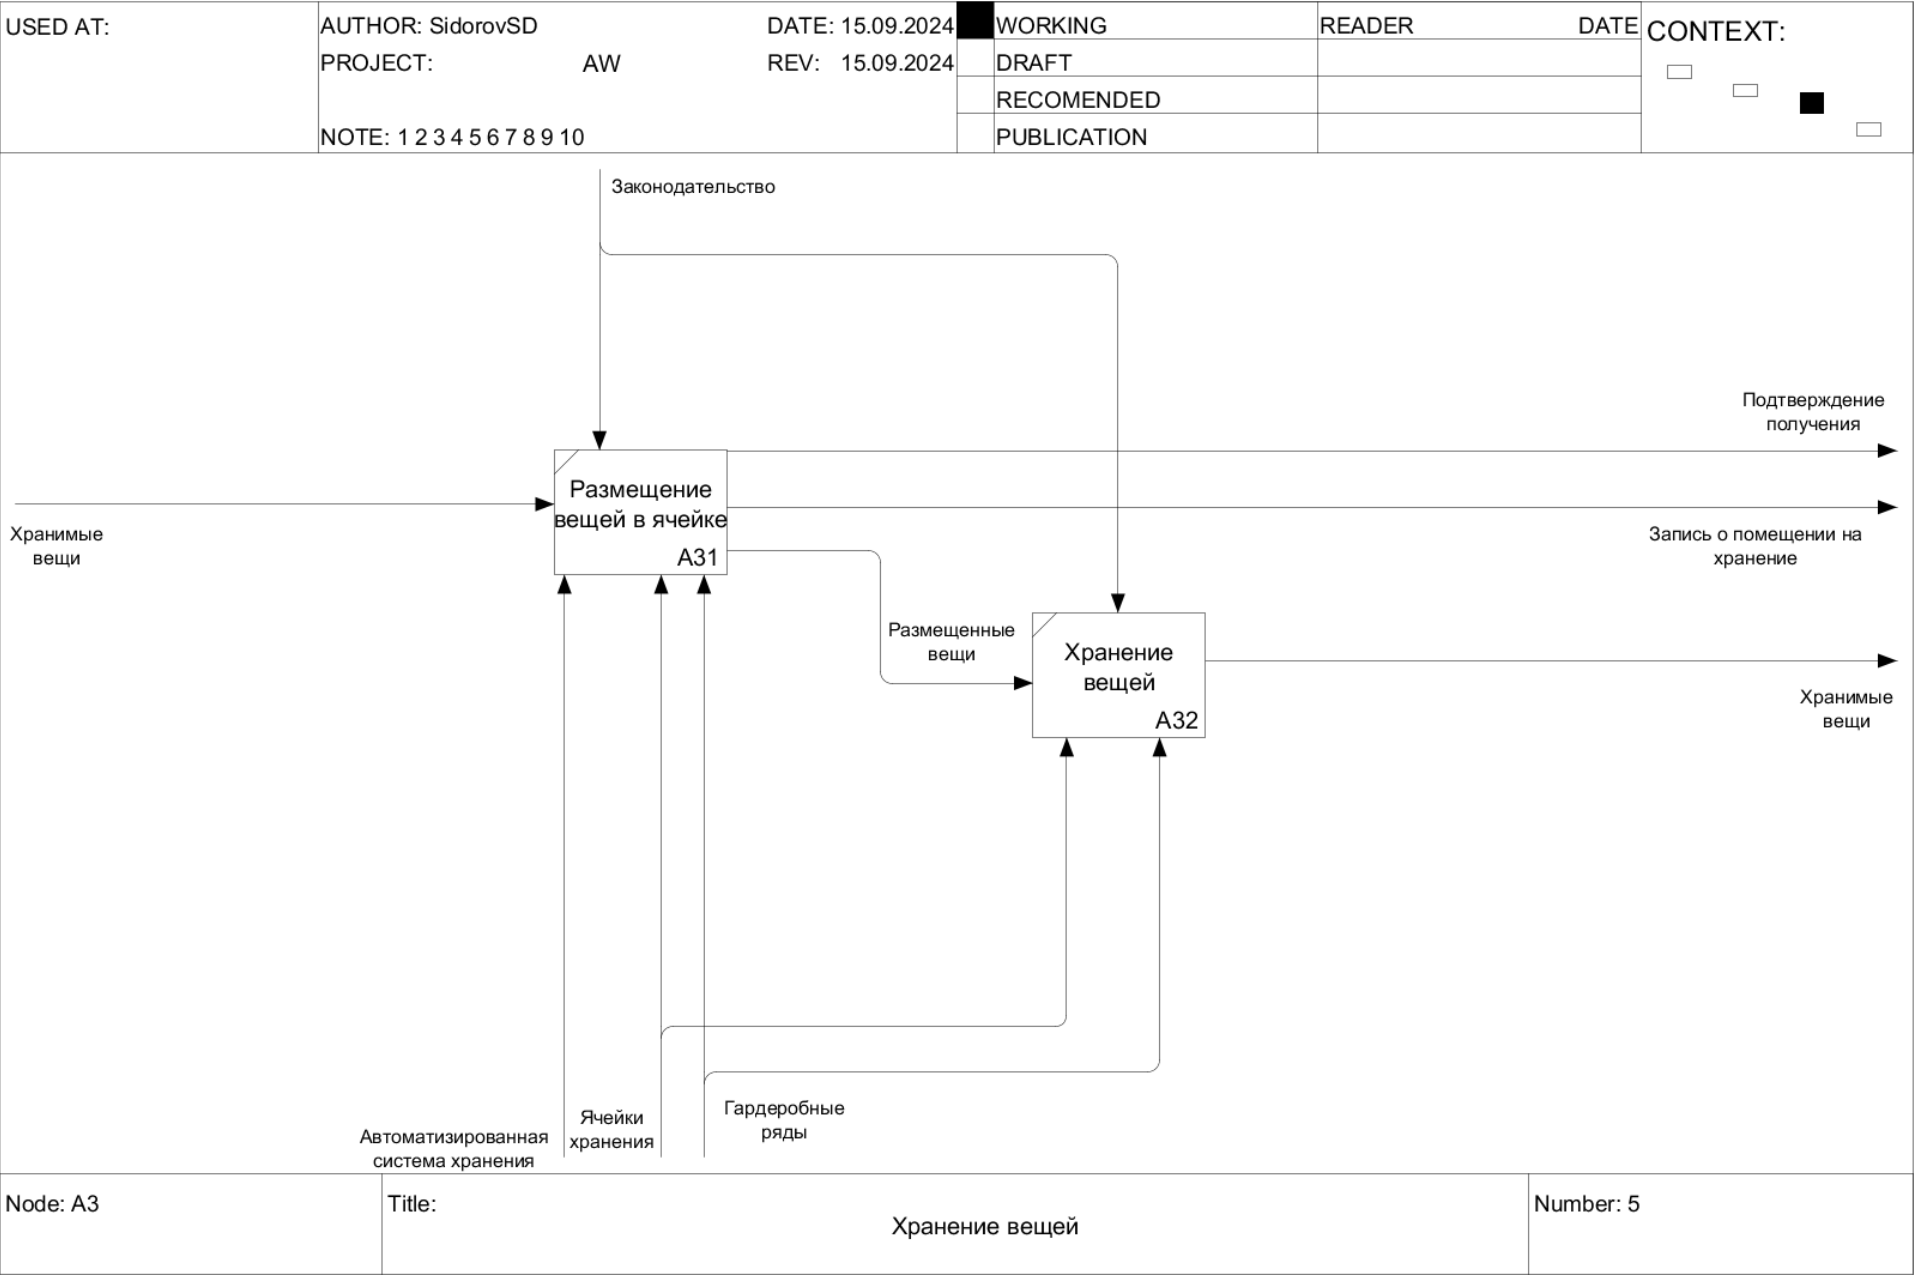 USED AT:
AUTHOR: SidorovSD
DATE: 15.09.2024
WORKING
READER
DATE
CONTEXT:
PROJECT:
AW
REV: 15.09.2024
DRAFT
RECOMENDED
NOTE: 1 2 3 4 5 6 7 8 9 10
PUBLICATION
Законодательство
Подтверждение
получения
Размещение
вещей в ячейке
A31
Хранимые
вещи
Запись о помещении на
хранение
Размещенные
вещи
Хранение
вещей
A32
Хранимые
вещи
Гардеробные
ряды
Ячейки
хранения
Автоматизированная
система хранения
Node: A3
Title:
Хранение вещей
Number: 5